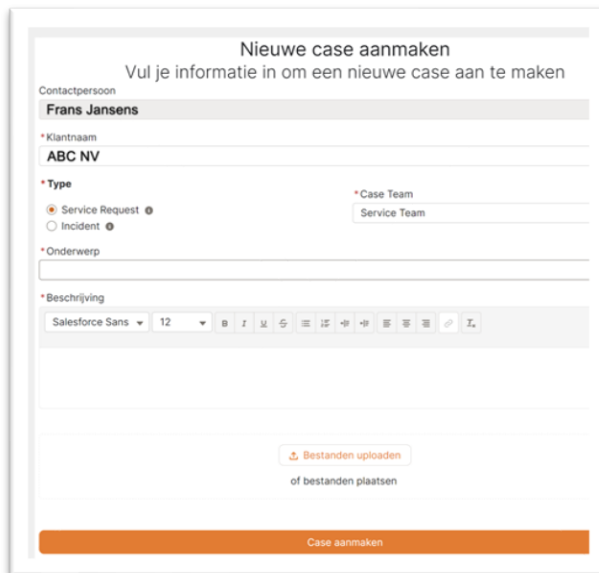 Nieuwe case aanmaken
Vul je informatie in om een nieuwe case aan te maken
Contactpersoon
Frans Jansens
*Klantnaam
ABC NV
*Type
*Case Team
Service Request
Service Team
Incident
*Onderwerp
*Beschrijving
Salesforce Sans 12 B I U S
Bestanden uploaden
of bestanden plaatsen
Case aanmaken